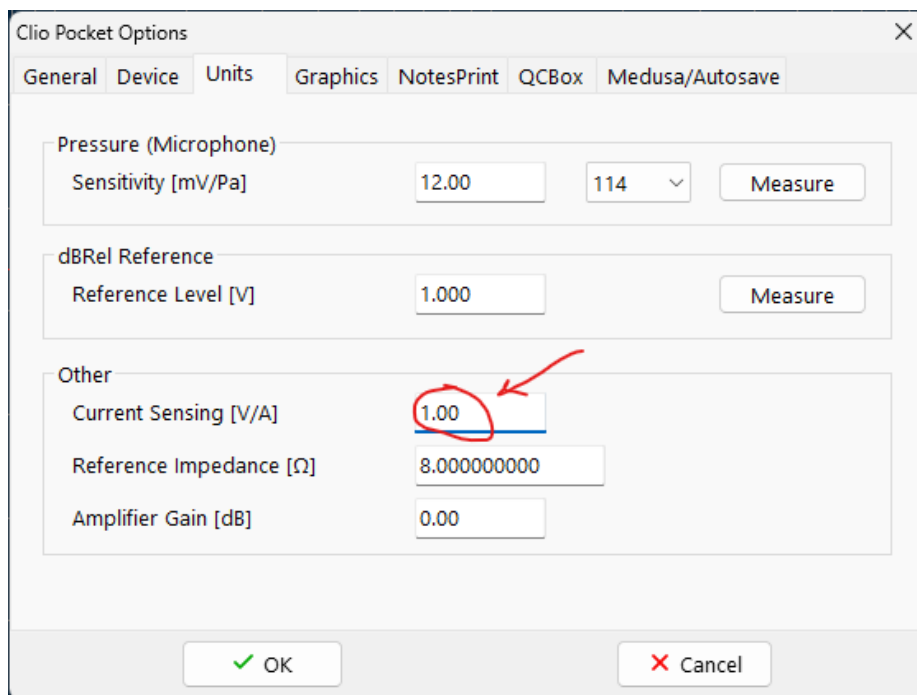 Clio Pocket Options
General Device Units Graphics NotesPrint QCBox Medusa/Autosave
Pressure (Microphone)
Sensitivity [mV/Pa] 12.00 114 Measure
dBRel Reference
Reference Level [V] 1.000 Measure
Other
Current Sensing [V/A] 1.00
Reference Impedance [Ω] 8.000000000
Amplifier Gain [dB] 0.00
OK Cancel